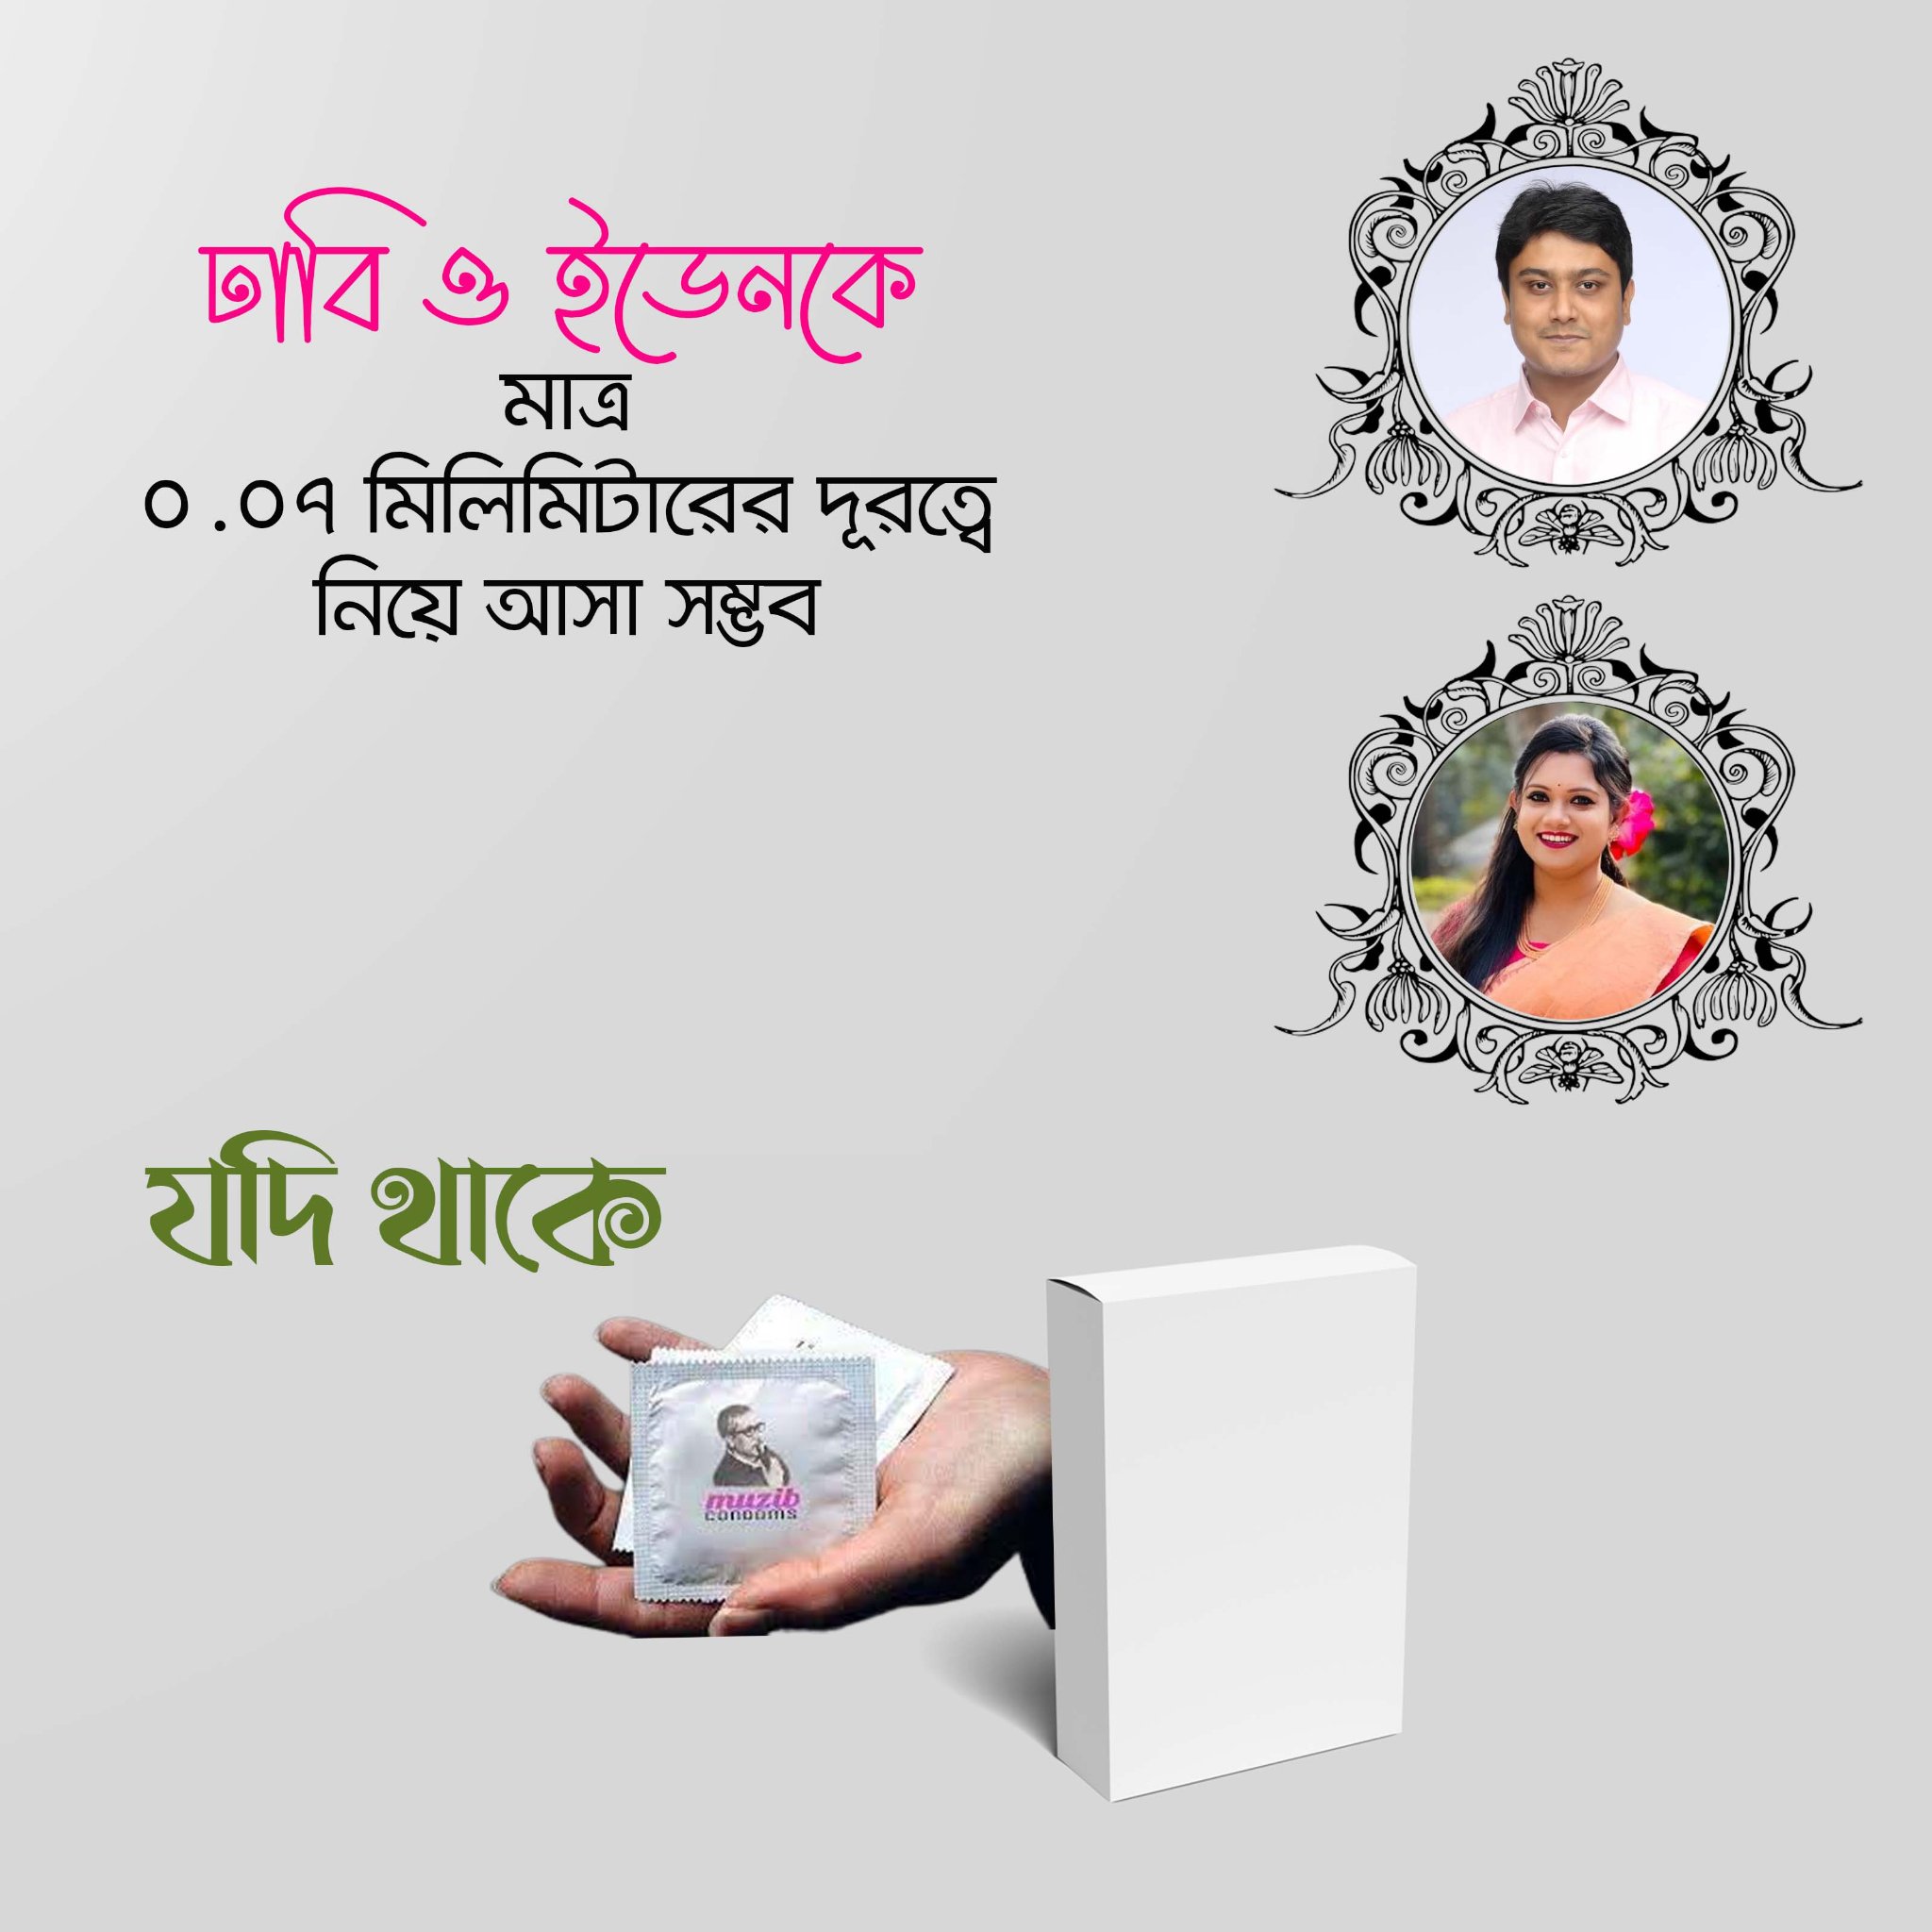 ঢাবি ও ইডেনকে
মাত্র
০.০৭ মিলিমিটারের দূরত্বে
নিয়ে আসা সম্ভব
যদি থাকে
muzib
CONDOMS